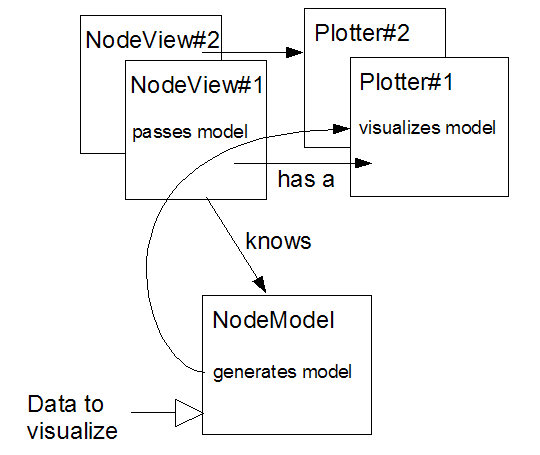 NodeView#2
Plotter#2
NodeView#1
Plotter#1
passes model
visualizes model
has a
knows
NodeModel
generates model
Data to
visualize